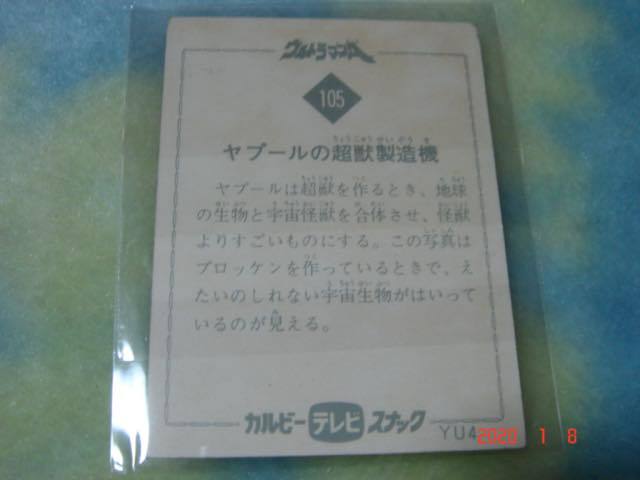 ウルトラマンA
105
ヤプールの超獣製造機
ヤプールは超獣を作るとき、地球
の生物と宇宙怪獣を合体させ、怪獣
よりすごいものにする。この写真は
ブロッケンを作っているときで、え
たいのしれない宇宙生物がはいって
いるのが見える。
カルビー テレビ スナック
YU4
2020 1 8